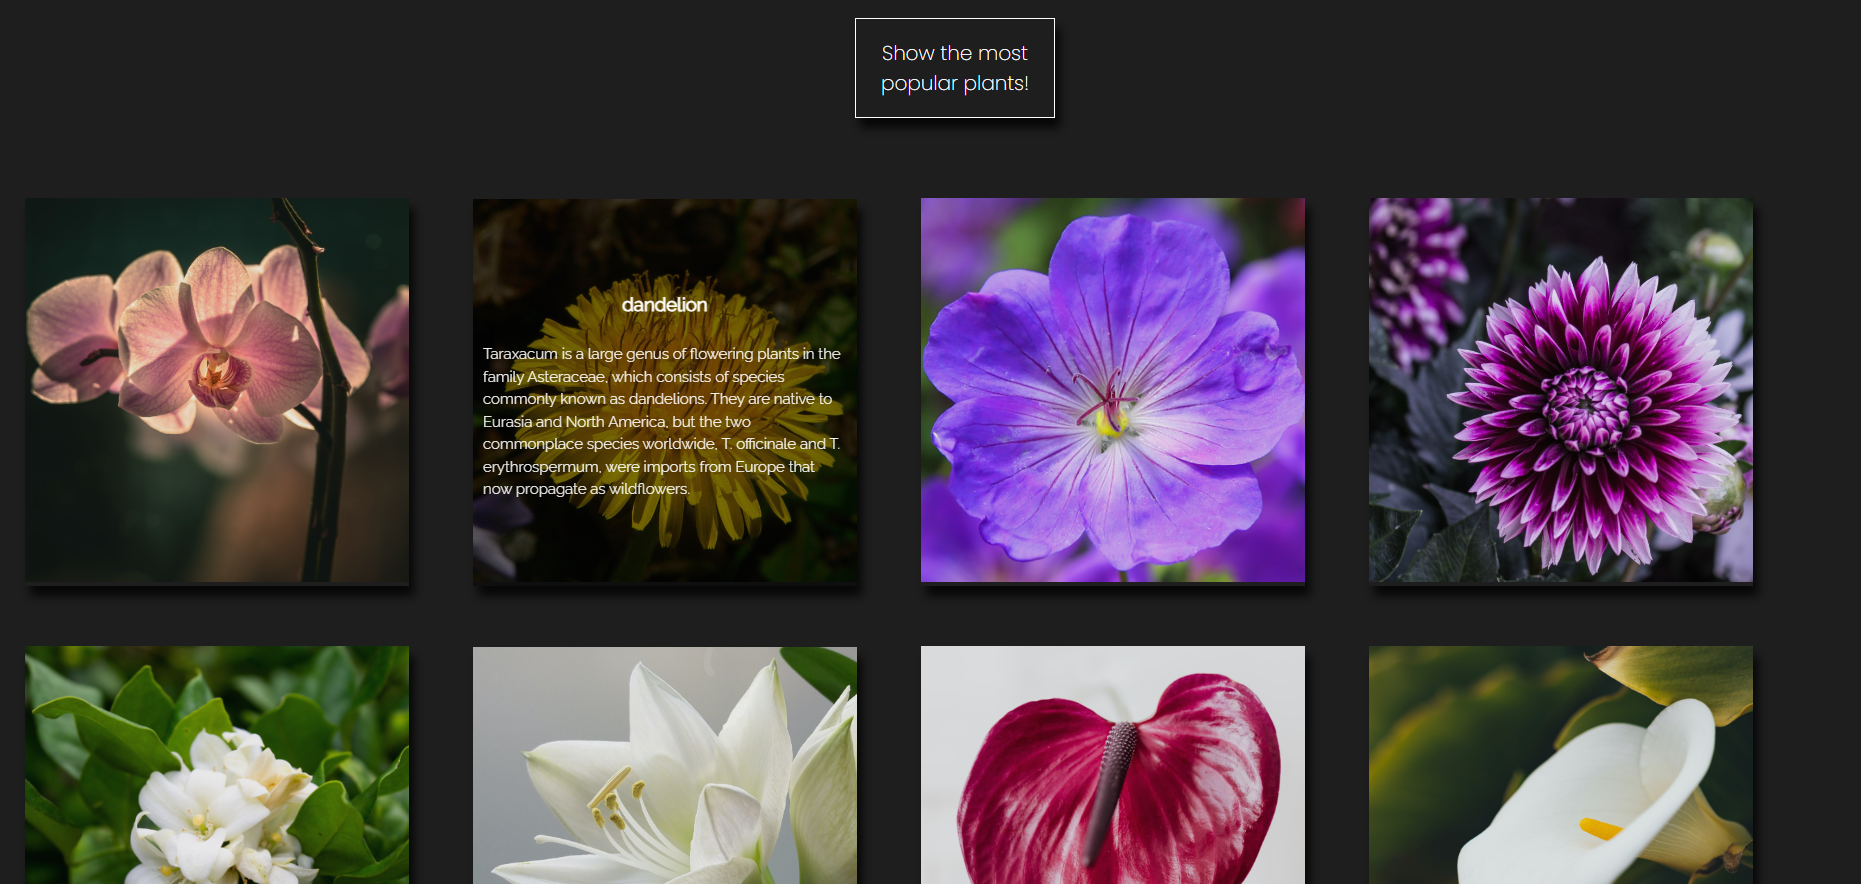 Show the most
popular plants!
dandelion
Taraxacum is a large genus of flowering plants in the
family Asteraceae, which consists of species
commonly known as dandelions. They are native to
Eurasia and North America, but the two
commonplace species worldwide, T. officinale and T.
erythrospermum, were imports from Europe that
now propagate as wildflowers.